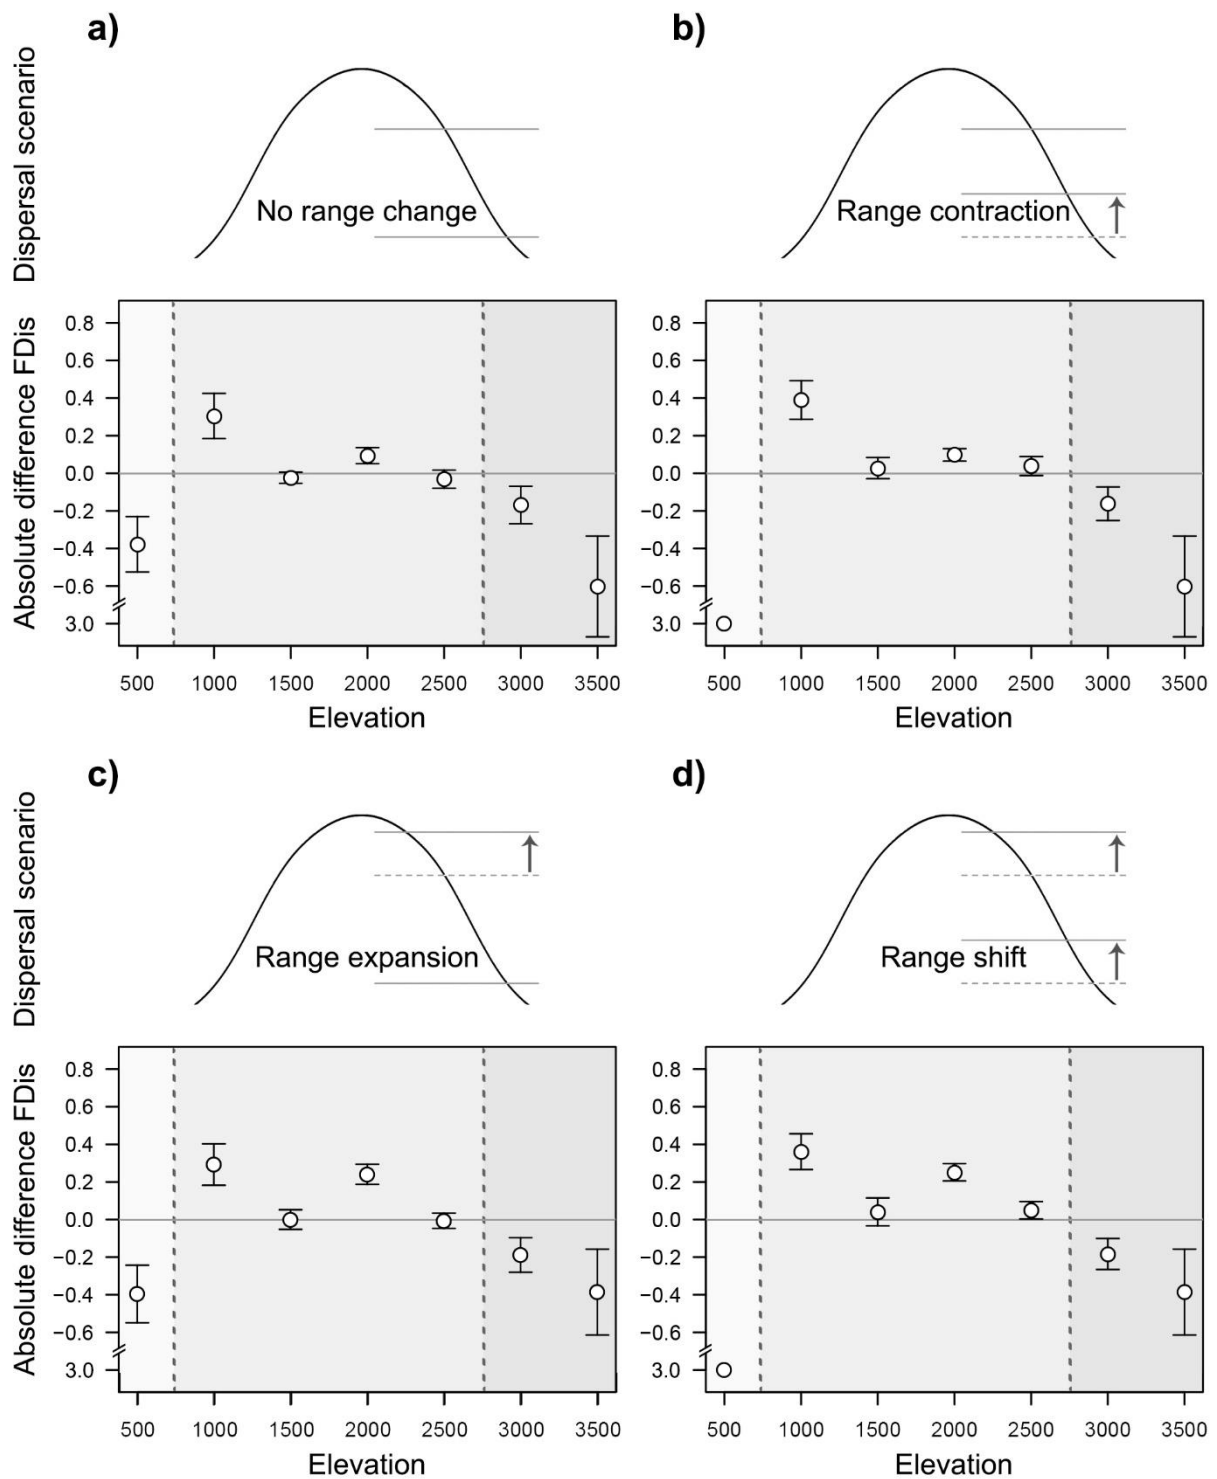 a)
b)
Dispersal scenario
No range change
Range contraction
Absolute difference FDis
0.8
0.6
0.4
0.2
0.0
−0.2
−0.4
−0.6
3.0
500 1000 1500 2000 2500 3000 3500
Elevation
0.8
0.6
0.4
0.2
0.0
−0.2
−0.4
−0.6
3.0
500 1000 1500 2000 2500 3000 3500
Elevation
c)
d)
Dispersal scenario
Range expansion
Range shift
Absolute difference FDis
0.8
0.6
0.4
0.2
0.0
−0.2
−0.4
−0.6
3.0
500 1000 1500 2000 2500 3000 3500
Elevation
0.8
0.6
0.4
0.2
0.0
−0.2
−0.4
−0.6
3.0
500 1000 1500 2000 2500 3000 3500
Elevation